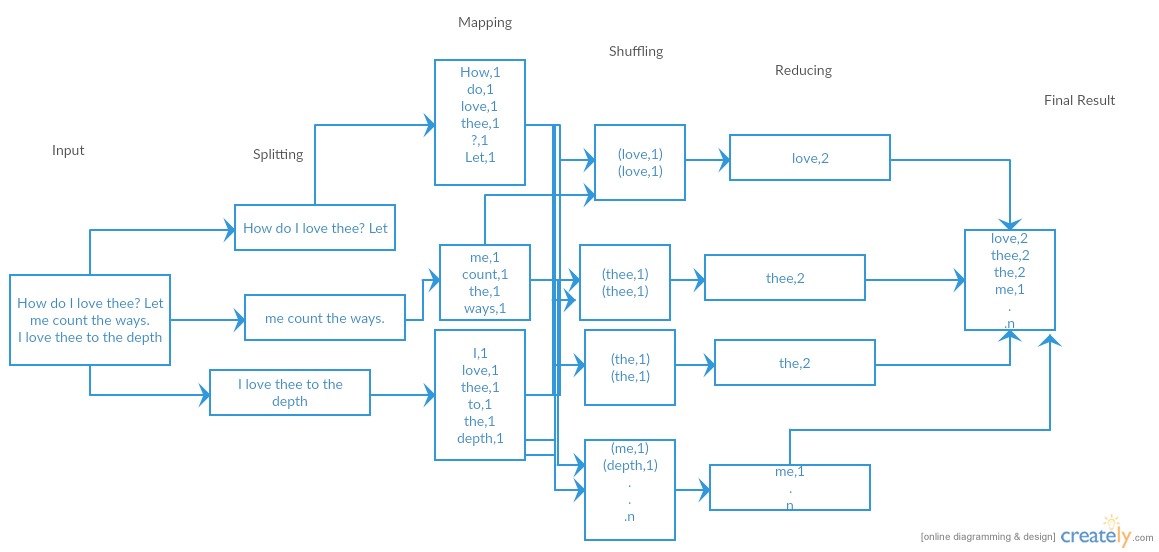 Mapping
Shuffling
Reducing
Final Result
Input
Splitting
How do I love thee? Let
me count the ways.
I love thee to the depth
How do I love thee? Let
me count the ways.
I love thee to the
depth
How,1
do,1
love,1
thee,1
?,1
Let,1
me,1
count,1
the,1
ways,1
I,1
love,1
thee,1
to,1
the,1
depth,1
(love,1)
(love,1)
(thee,1)
(thee,1)
(the,1)
(the,1)
(me,1)
(depth,1)
.
.
.n
love,2
thee,2
the,2
me,1
.
n
love,2
thee,2
the,2
me,1
.
.n
[online diagramming & design] creately.com